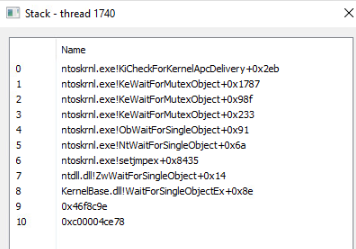 Stack - thread 1740
Name
0 ntoskrnl.exe!KiCheckForKernelApcDelivery+0x2eb
1 ntoskrnl.exe!KeWaitForMutexObject+0x1787
2 ntoskrnl.exe!KeWaitForMutexObject+0x98f
3 ntoskrnl.exe!KeWaitForMutexObject+0x233
4 ntoskrnl.exe!ObWaitForSingleObject+0x91
5 ntoskrnl.exe!NtWaitForSingleObject+0x6a
6 ntoskrnl.exe!setjmpex+0x8435
7 ntdll.dll!ZwWaitForSingleObject+0x14
8 KernelBase.dll!WaitForSingleObjectEx+0x8e
9 0x46f8c9e
10 0xc00004ce78